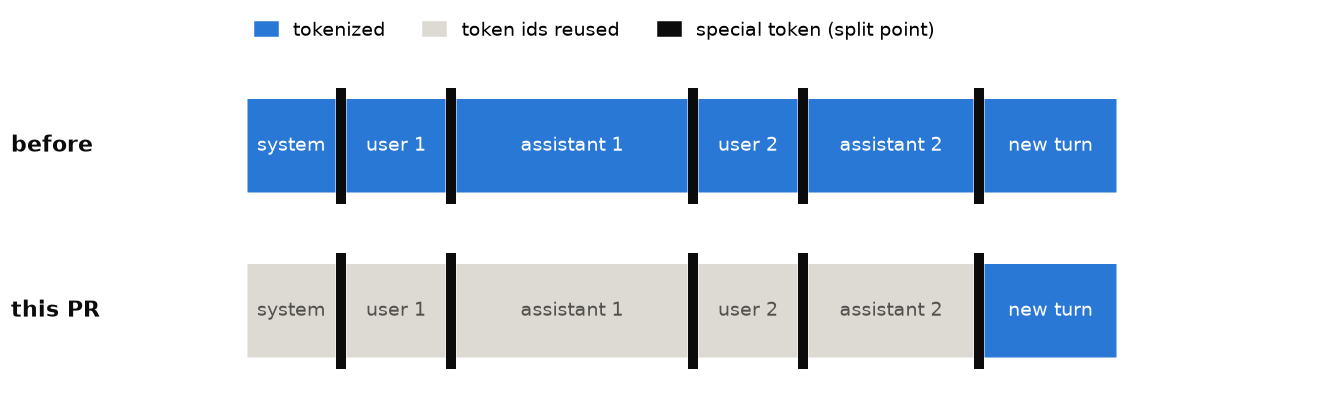 tokenized token ids reused special token (split point)
before system user 1 assistant 1 user 2 assistant 2 new turn
this PR system user 1 assistant 1 user 2 assistant 2 new turn